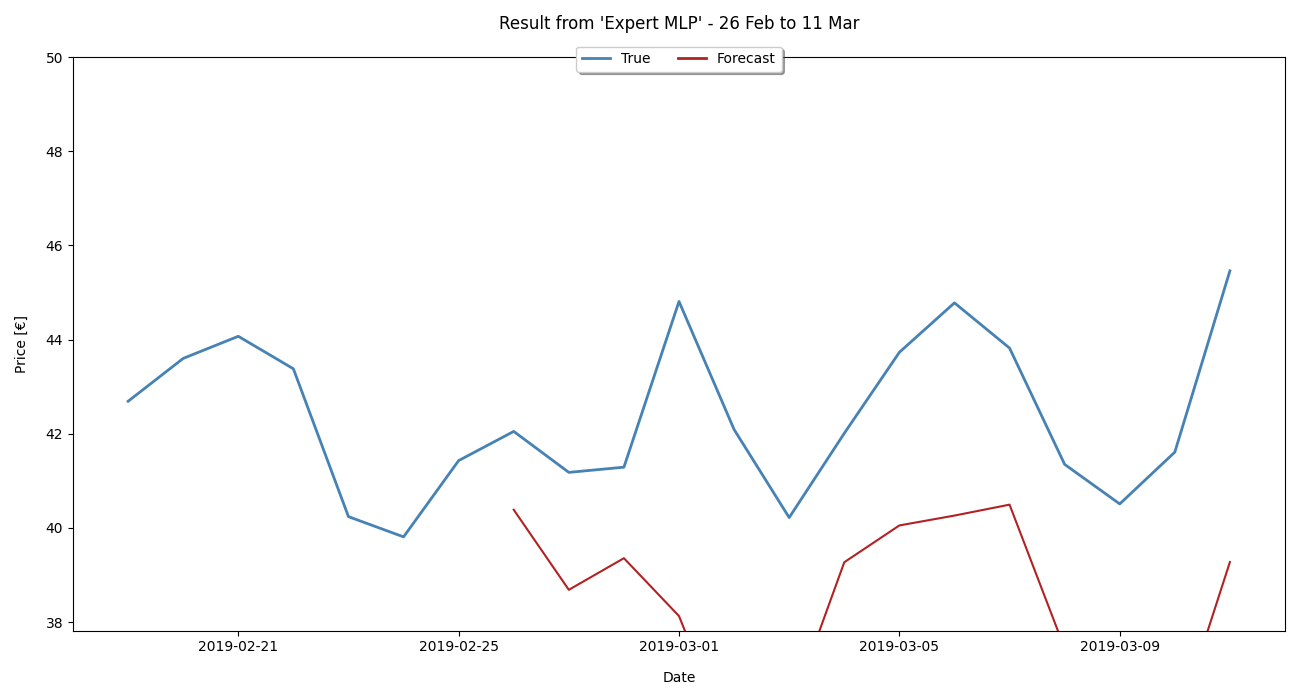 Result from 'Expert MLP' - 26 Feb to 11 Mar
True Forecast
50
48
46
44
42
40
38
Price [€]
2019-02-21 2019-02-25 2019-03-01 2019-03-05 2019-03-09
Date